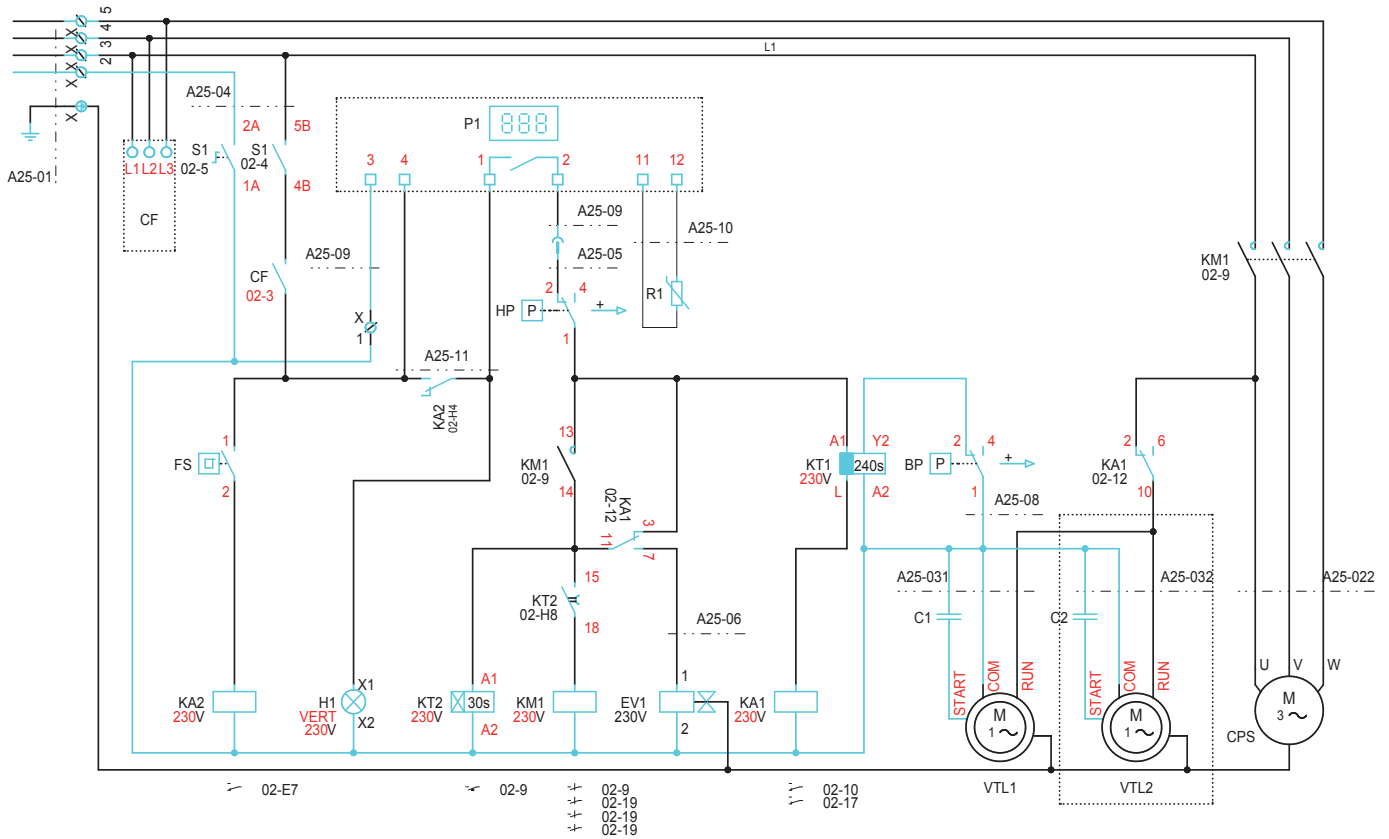 5
4
3
2
X
X
X
X
X
L1
A25-01
A25-04
L1 L2 L3
CF
S1
02-5
2A
1A
S1
02-4
5B
4B
CF
02-3
P1
888
3 4 1 2 11 12
A25-09
A25-09
A25-05
A25-10
R1
X
1
HP
P
2 4
+
1
KM1
02-9
A25-11
KA2
02-H4
1
FS
2
13
KM1
02-9
14
KA1
02-12
3
11
7
A1 Y2
KT1
230V
240s
L A2
BP
P
2 4
+
1
A25-08
2 6
KA1
02-12
10
15
KT2
02-H8
18
A25-06
A25-031
C1
A25-032
C2
A25-022
KA2
230V
H1
VERT
230V
X1
X2
KT2
230V
A1
30s
A2
KM1
230V
EV1
230V
1
2
KA1
230V
START
COM
RUN
M
1
VTL1
START
COM
RUN
M
1
VTL2
U V W
M
3
CPS
02-E7
02-9
02-9
02-19
02-19
02-19
02-10
02-17